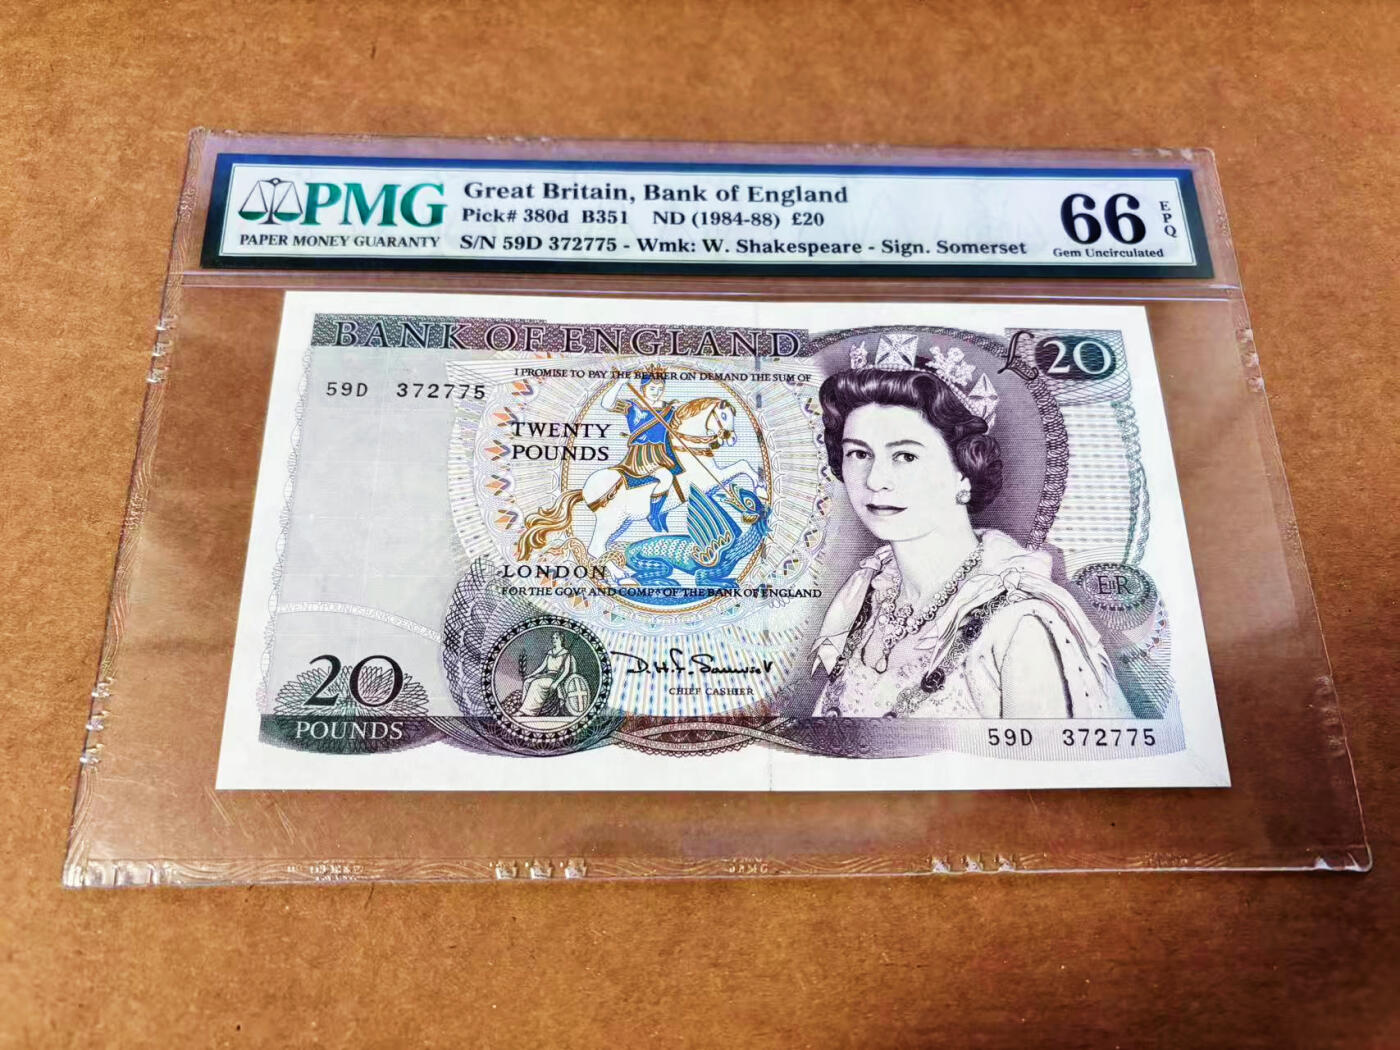 PMG
PAPER MONEY GUARANTY
Great Britain, Bank of England
Pick# 380d B351 ND (1984-88) £20
S/N 59D 372775 - Wmk: W. Shakespeare - Sign. Somerset
66
EPQ
Gem Uncirculated
BANK OF ENGLAND
£20
I PROMISE TO PAY THE BEARER ON DEMAND THE SUM OF
59D 372775
TWENTY
POUNDS
LONDON
FOR THE GOVR AND COMPA OF THE BANK OF ENGLAND
EIIR
D.H.F. Somerset
CHIEF CASHIER
20
POUNDS
59D 372775